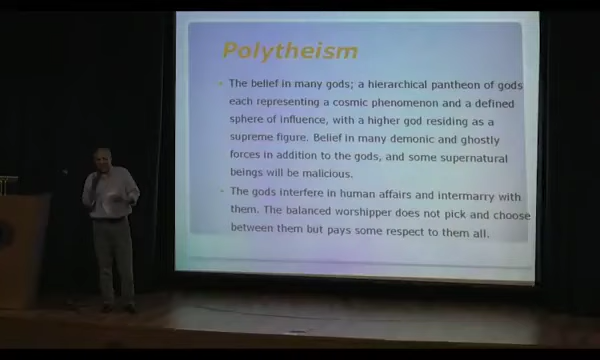 Polytheism
• The belief in many gods; a hierarchical pantheon of gods
each representing a cosmic phenomenon and a defined
sphere of influence, with a higher god residing as a
supreme figure. Belief in many demonic and ghostly
forces in addition to the gods, and some supernatural
beings will be malicious.
• The gods interfere in human affairs and intermarry with
them. The balanced worshipper does not pick and choose
between them but pays some respect to them all.